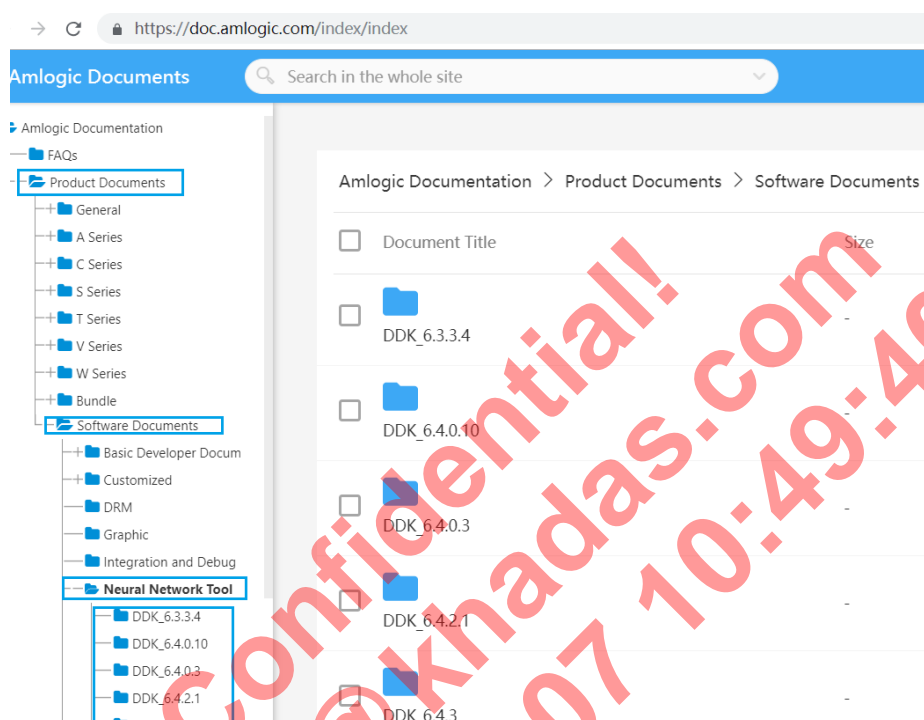 https://doc.amlogic.com/index/index
Amlogic Documents
Search in the whole site
Amlogic Documentation
FAQs
Product Documents
General
A Series
C Series
S Series
T Series
V Series
W Series
Bundle
Software Documents
Basic Developer Docum
Customized
DRM
Graphic
Integration and Debug
Neural Network Tool
DDK_6.3.3.4
DDK_6.4.0.10
DDK_6.4.0.3
DDK_6.4.2.1
Amlogic Documentation > Product Documents > Software Documents
Document Title Size
DDK_6.3.3.4 -
DDK_6.4.0.10 -
DDK_6.4.0.3 -
DDK_6.4.2.1 -
DDK_6.4.3 -
Confidential!
@khadas.com
07 10:49:4